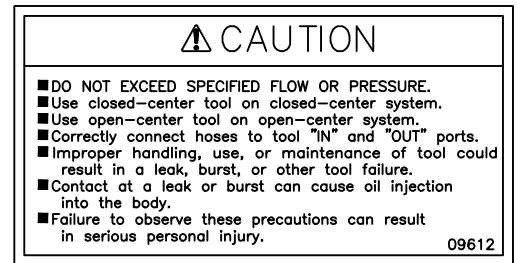 ⚠ CAUTION
■DO NOT EXCEED SPECIFIED FLOW OR PRESSURE.
■Use closed-center tool on closed-center system.
■Use open-center tool on open-center system.
■Correctly connect hoses to tool "IN" and "OUT" ports.
■Improper handling, use, or maintenance of tool could
result in a leak, burst, or other tool failure.
■Contact at a leak or burst can cause oil injection
into the body.
■Failure to observe these precautions can result
in serious personal injury.
09612